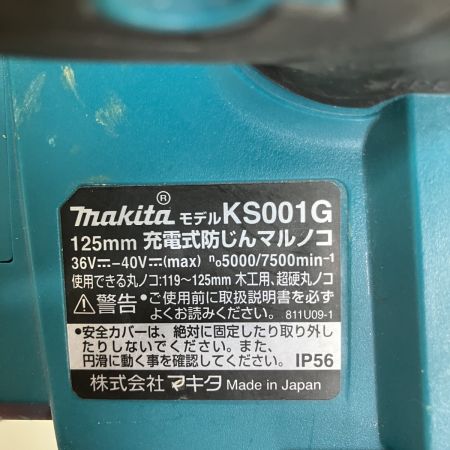 makita® モデル KS001G
125mm 充電式防じんマルノコ
36V⎓-40V⎓(max) n₀5000/7500min⁻¹
使用できる丸ノコ:119~125mm 木工用、超硬丸ノコ
⚠警告 •ご使用前に取扱説明書を必ず
よくお読みください。 811U09-1
•安全カバーは、絶対に固定したり取り外し
たりしないでください。また、
円滑に動く事を確認してください。 IP56
株式会社マキタ Made in Japan